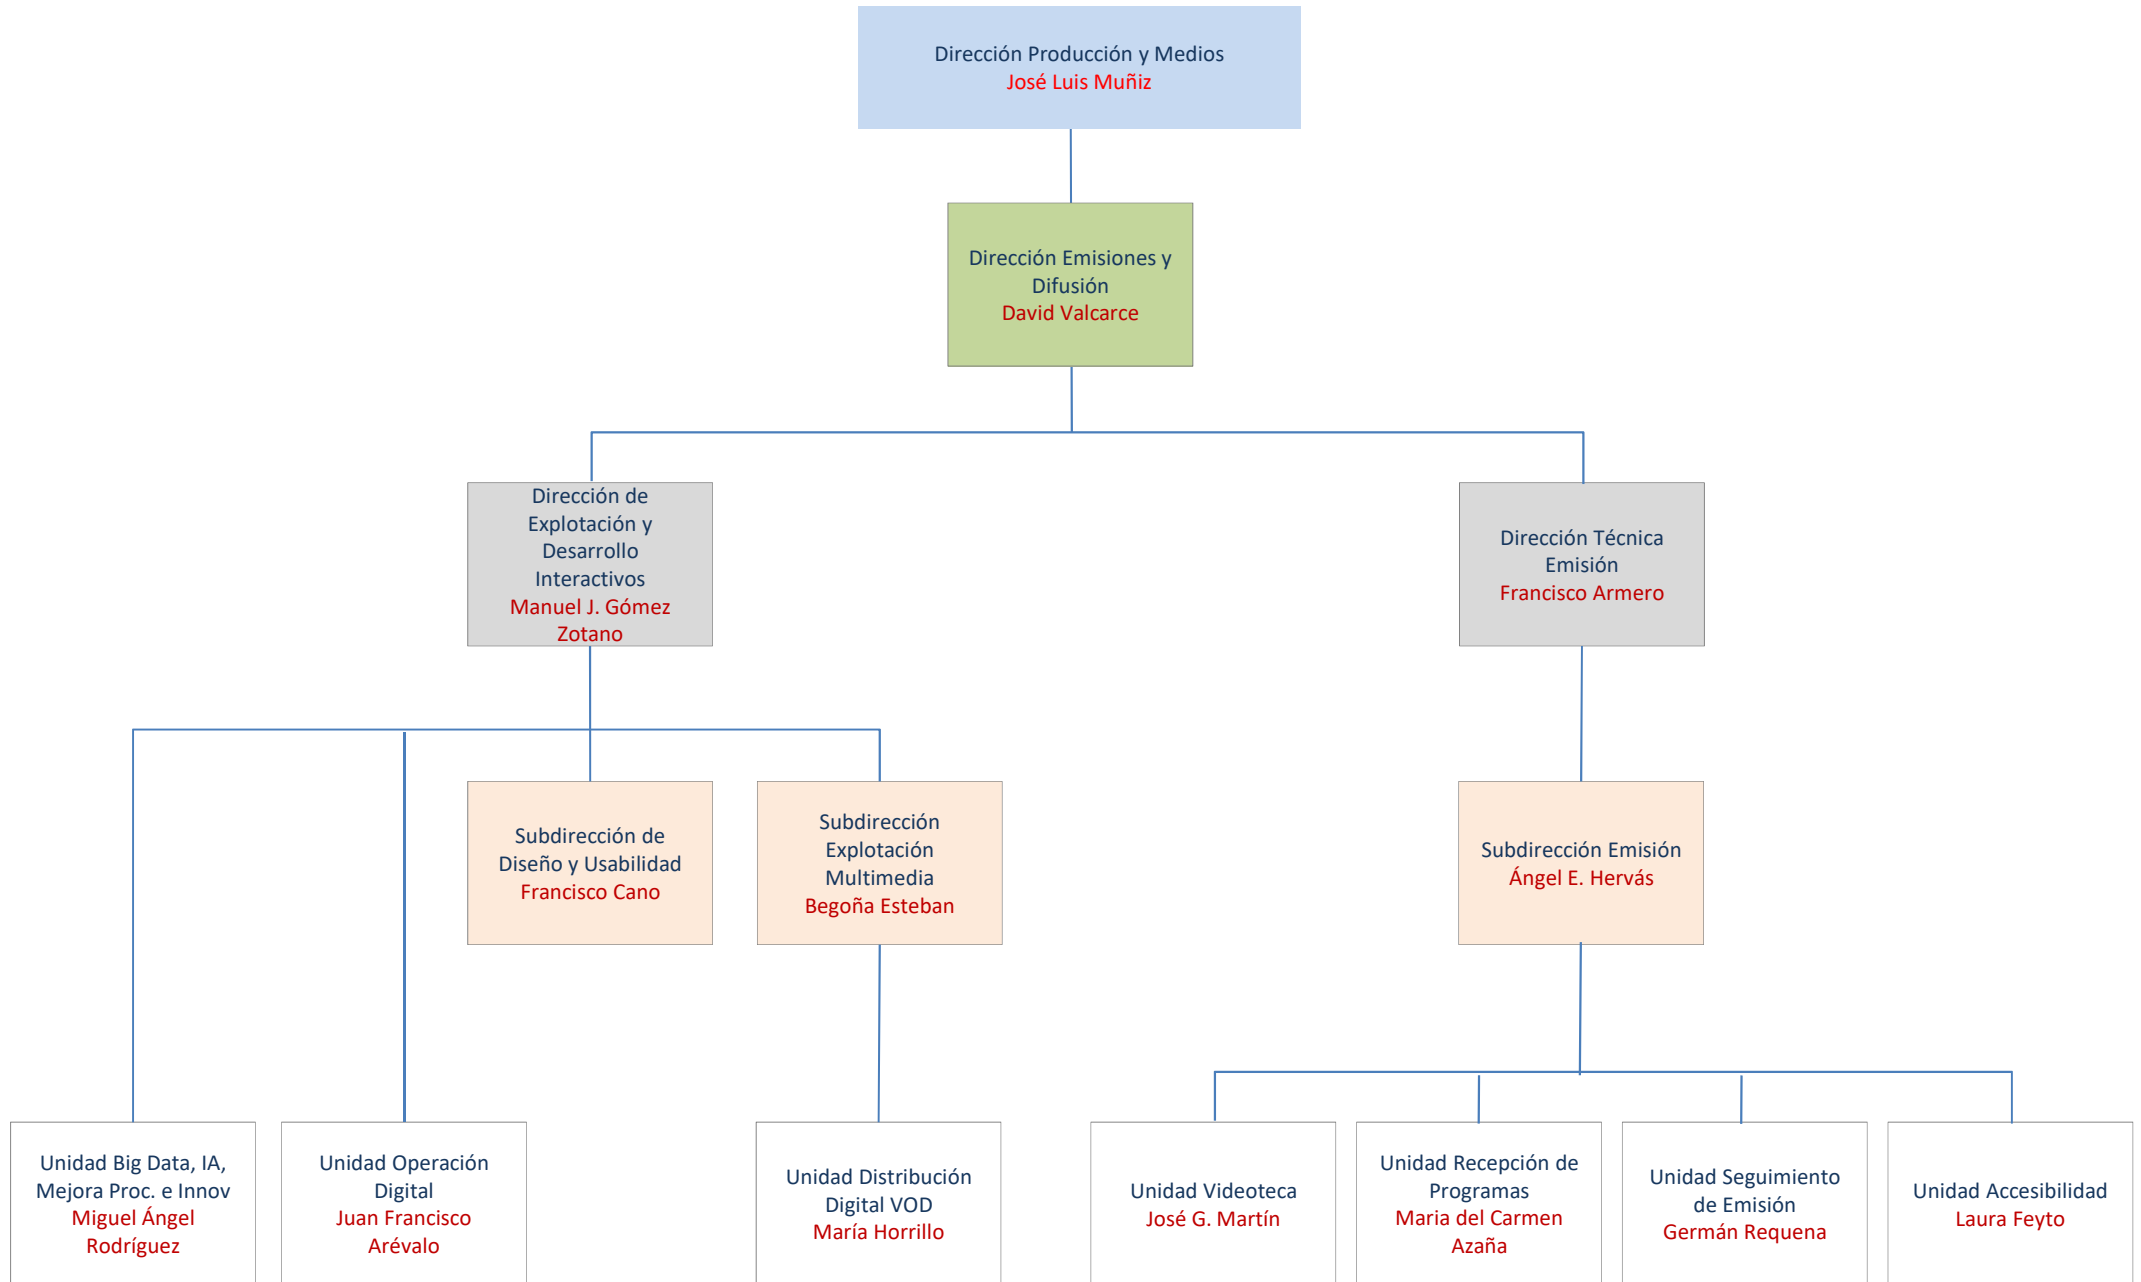 Dirección Producción y Medios
José Luis Muñiz
Dirección Emisiones y
Difusión
David Valcarce
Dirección de
Explotación y
Desarrollo
Interactivos
Manuel J. Gómez
Zotano
Dirección Técnica
Emisión
Francisco Armero
Subdirección de
Diseño y Usabilidad
Francisco Cano
Subdirección
Explotación
Multimedia
Begoña Esteban
Subdirección Emisión
Ángel E. Hervás
Unidad Big Data, IA,
Mejora Proc. e Innov
Miguel Ángel
Rodríguez
Unidad Operación
Digital
Juan Francisco
Arévalo
Unidad Distribución
Digital VOD
María Horrillo
Unidad Videoteca
José G. Martín
Unidad Recepción de
Programas
Maria del Carmen
Azaña
Unidad Seguimiento
de Emisión
Germán Requena
Unidad Accesibilidad
Laura Feyto